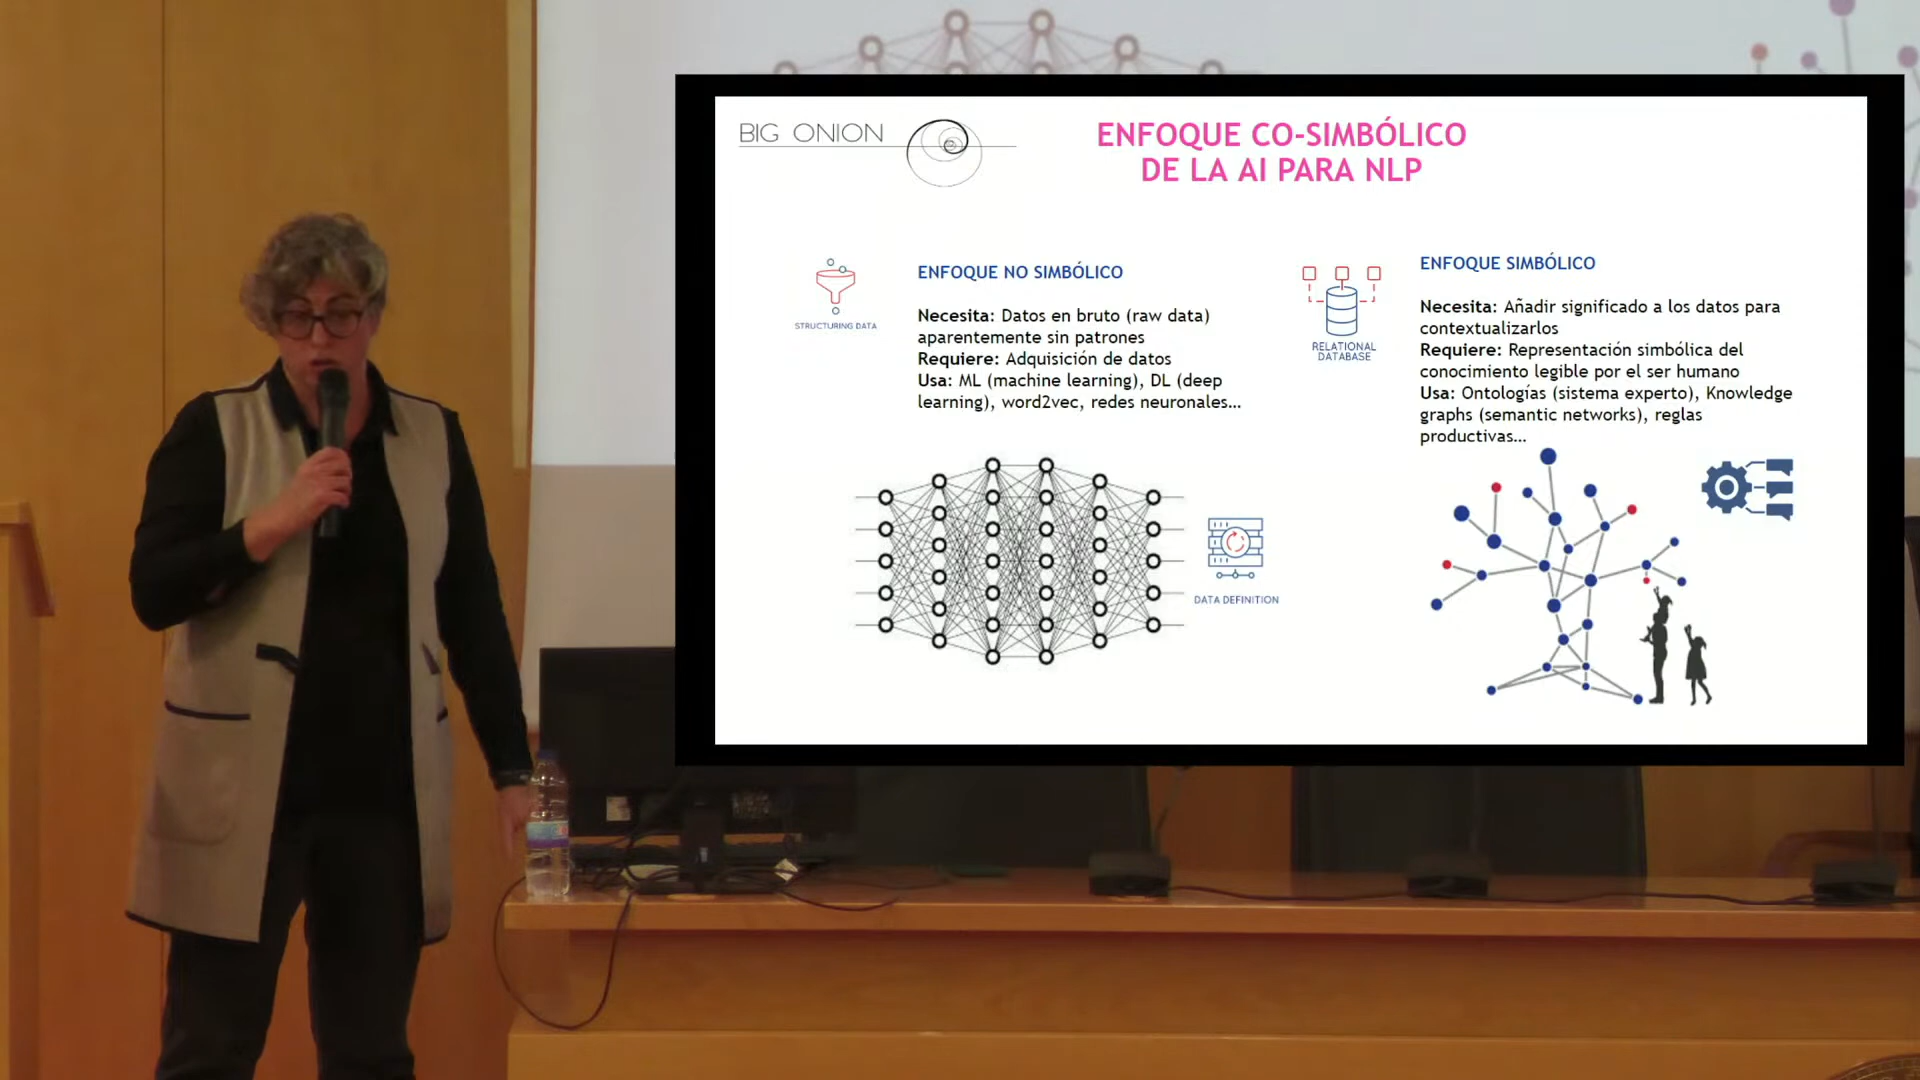 BIG ONION
ENFOQUE CO-SIMBÓLICO
DE LA AI PARA NLP
STRUCTURING DATA
ENFOQUE NO SIMBÓLICO
Necesita: Datos en bruto (raw data)
aparentemente sin patrones
Requiere: Adquisición de datos
Usa: ML (machine learning), DL (deep
learning), word2vec, redes neuronales...
DATA DEFINITION
RELATIONAL
DATABASE
ENFOQUE SIMBÓLICO
Necesita: Añadir significado a los datos para
contextualizarlos
Requiere: Representación simbólica del
conocimiento legible por el ser humano
Usa: Ontologías (sistema experto), Knowledge
graphs (semantic networks), reglas
productivas...